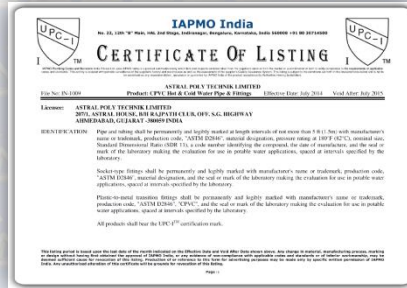 IAPMO India
CERTIFICATE OF LISTING
UPC-I
TM
UPC-I
TM
ASTRAL POLY TECHNIK LIMITED
File No: IN-1009 Product: CPVC Hot & Cold Water Pipe & Fittings Effective Date: July 2014 Void After: July 2015
Licensee: ASTRAL POLY TECHNIK LIMITED
207/1, ASTRAL HOUSE, B/H RAJPATH CLUB, OFF. S.G. HIGHWAY
AHMEDABAD, GUJARAT -380059 INDIA
IDENTIFICATION: Pipe and tubing shall be permanently and legibly marked at length intervals of not more than 5 ft (1.5m) with manufacturer's
name or trademark, production code, "ASTM D2846", material designation, pressure rating at 180°F (82°C), nominal size,
Standard Dimensional Ratio (SDR 11), a code number identifying the compound, the date of manufacture, and the seal or
mark of the laboratory making the evaluation for use in potable water applications, spaced at intervals specified by the
laboratory.
Socket-type fittings shall be permanently and legibly marked with manufacturer's name or trademark, production code,
"ASTM D2846", material designation, and the seal or mark of the laboratory making the evaluation for use in potable water
applications, spaced at intervals specified by the laboratory.
Plastic-to-metal transition fittings shall be permanently and legibly marked with manufacturer's name or trademark,
production code, "ASTM D2846", "CPVC", and the seal or mark of the laboratory making the evaluation for use in potable
water applications, spaced at intervals specified by the laboratory.
All products shall bear the UPC-I™ certification mark.